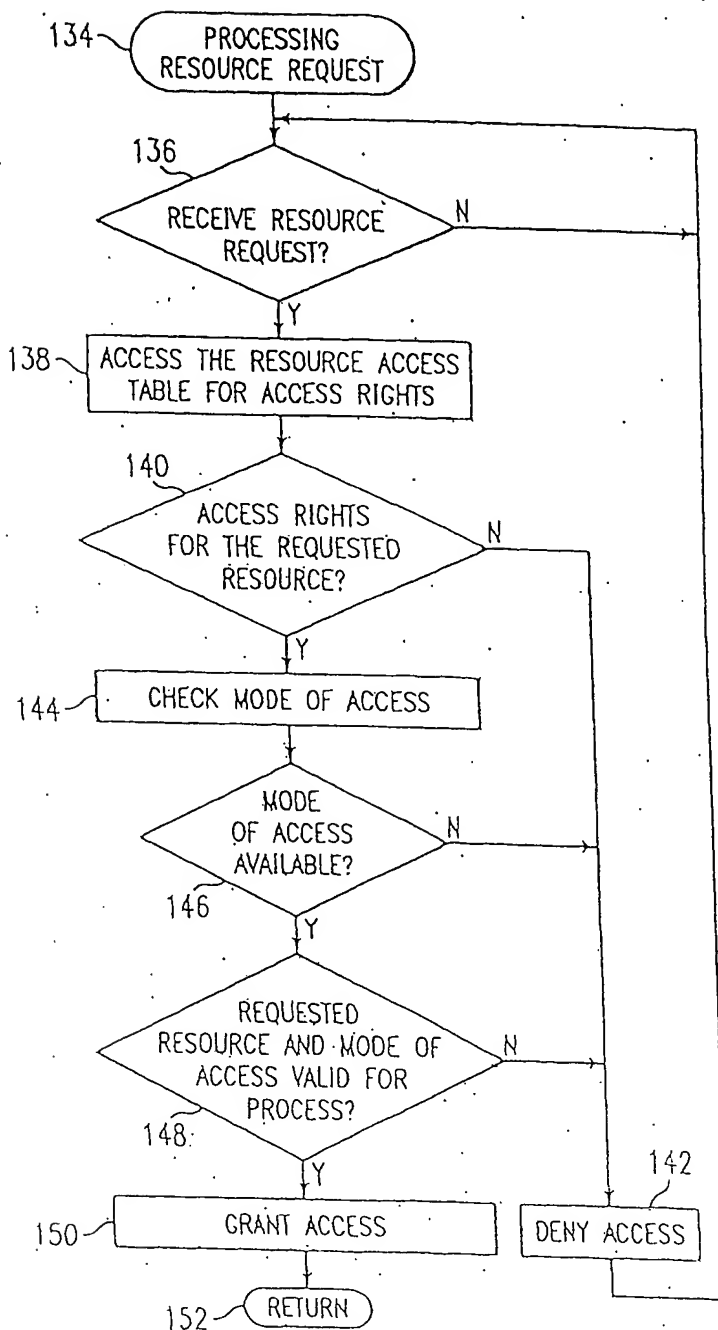 134
PROCESSING
RESOURCE REQUEST
136
RECEIVE RESOURCE
REQUEST?
N
Y
138
ACCESS THE RESOURCE ACCESS
TABLE FOR ACCESS RIGHTS
140
ACCESS RIGHTS
FOR THE REQUESTED
RESOURCE?
N
Y
144
CHECK MODE OF ACCESS
MODE
OF ACCESS
AVAILABLE?
N
146
Y
REQUESTED
RESOURCE AND MODE OF
ACCESS VALID FOR
PROCESS?
N
148
Y
142
150
GRANT ACCESS
DENY ACCESS
152
RETURN